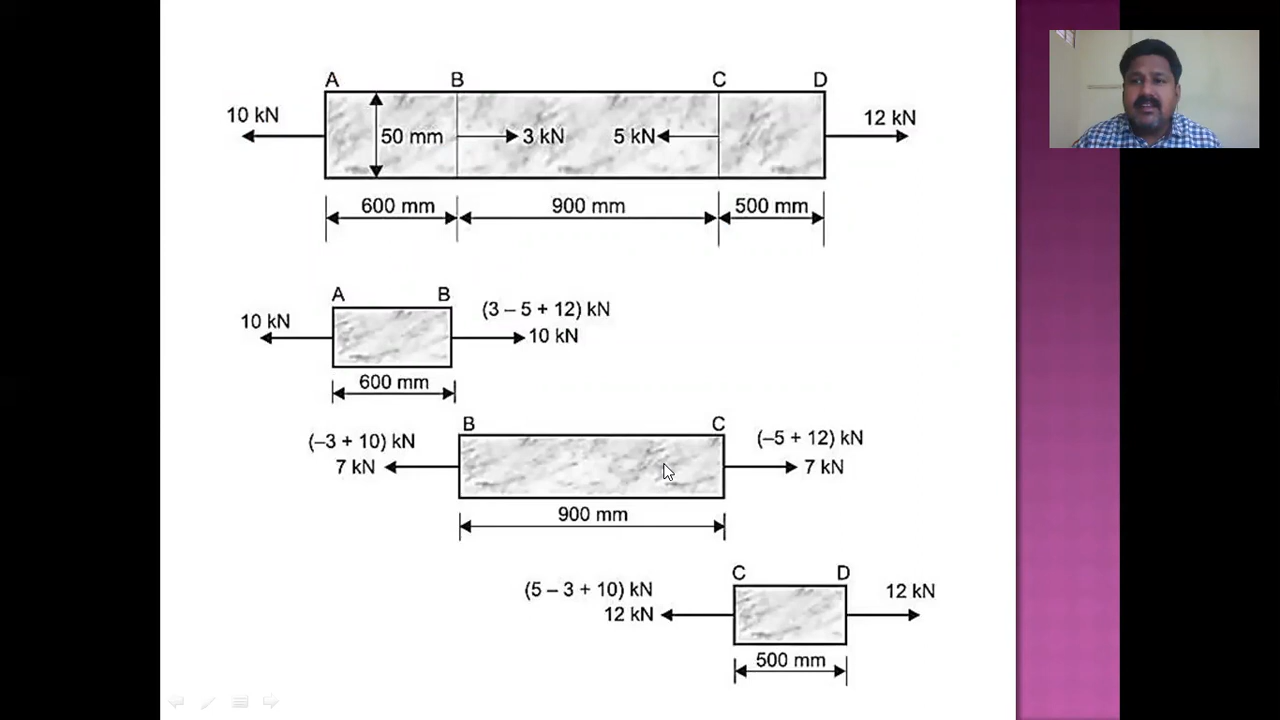 A B C D
10 kN 50 mm 3 kN 5 kN 12 kN
600 mm 900 mm 500 mm
A B
10 kN (3 – 5 + 12) kN
10 kN
600 mm
B C
(–3 + 10) kN (–5 + 12) kN
7 kN 7 kN
900 mm
C D
(5 – 3 + 10) kN 12 kN
12 kN
500 mm